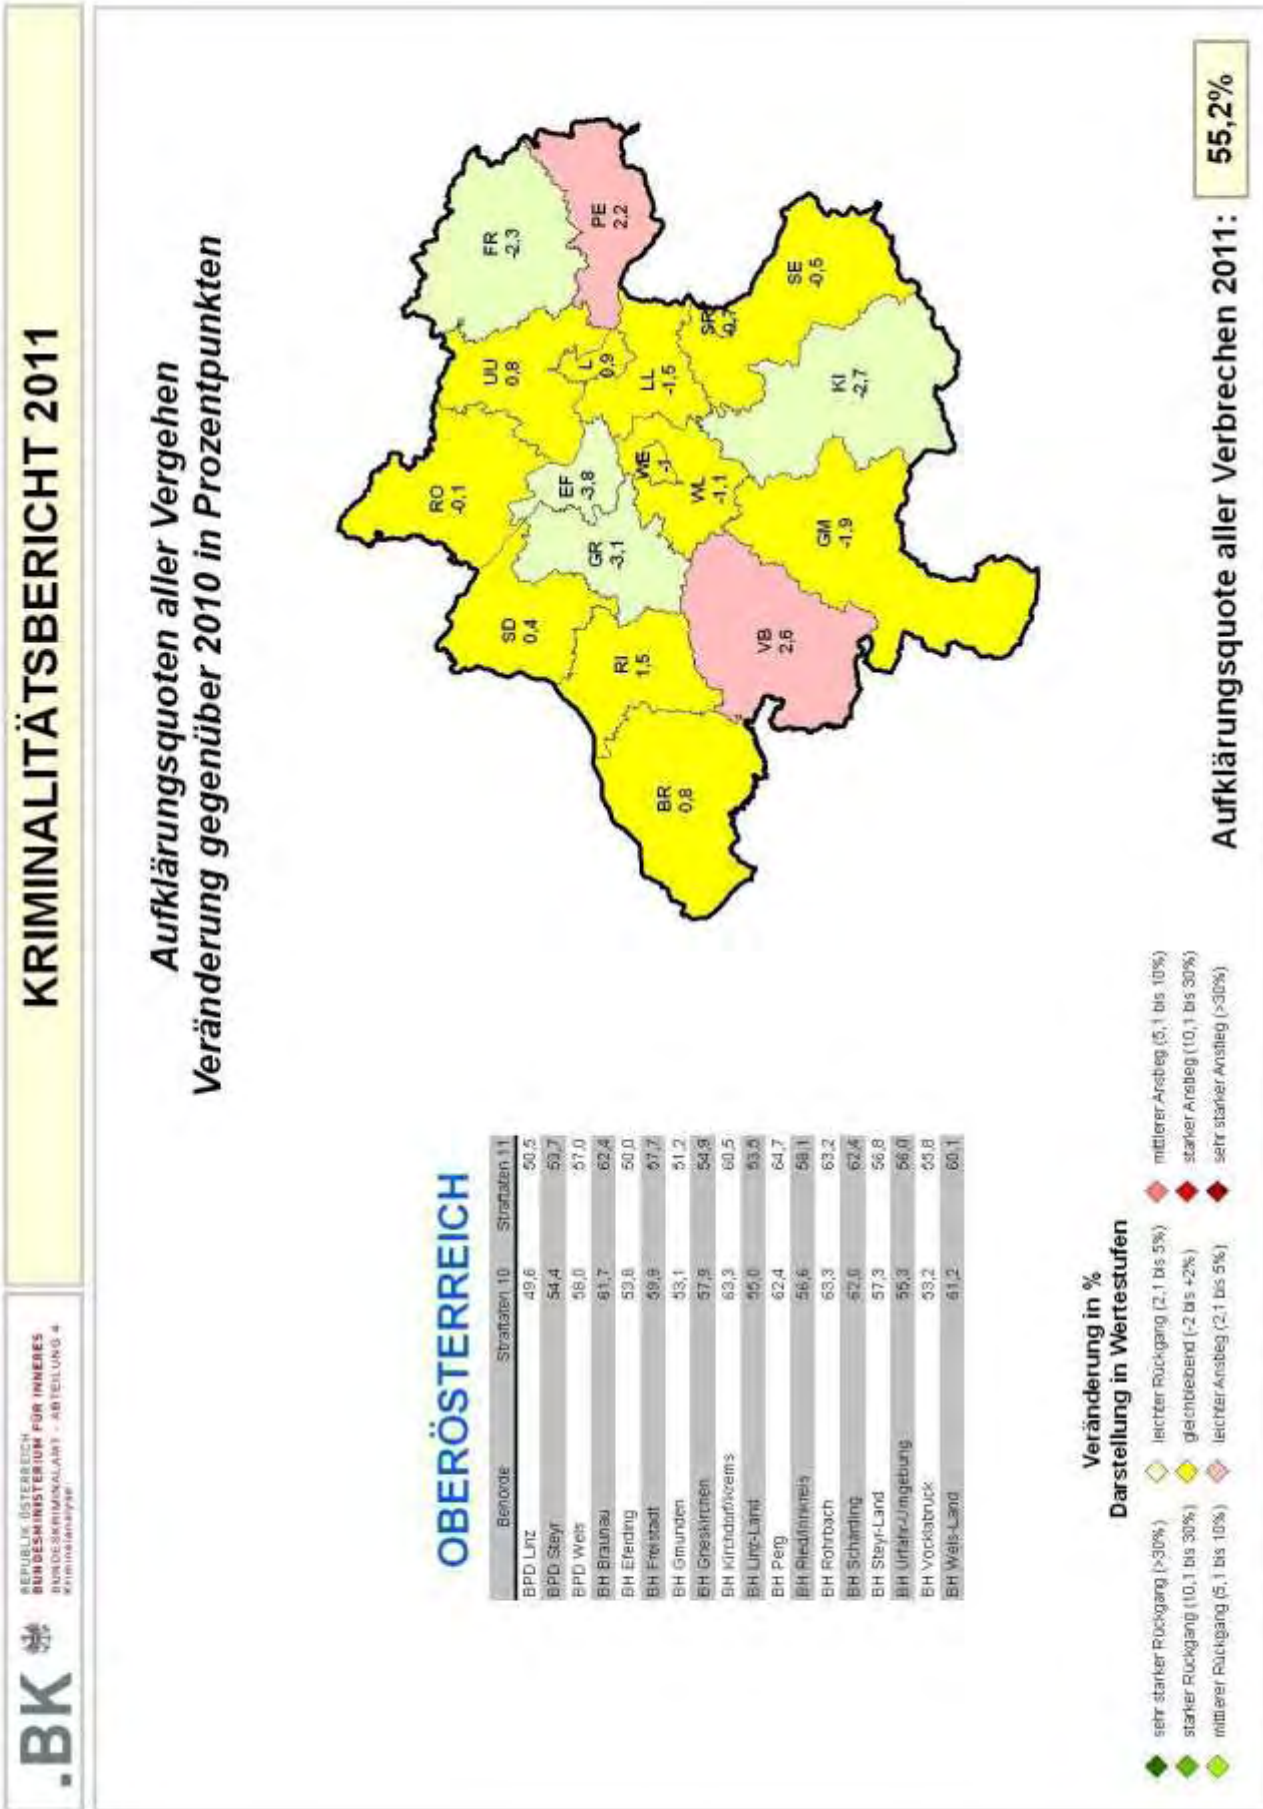 .BK
REPUBLIK ÖSTERREICH
BUNDESMINISTERIUM FÜR INNERES
BUNDESKRIMINALAMT - ABTEILUNG 4
Kriminalanalyse
KRIMINALITÄTSBERICHT 2011
Aufklärungsquoten aller Vergehen
Veränderung gegenüber 2010 in Prozentpunkten
OBERÖSTERREICH
Behörde Straftaten 10 Straftaten 11
BPD Linz 49,6 50,5
BPD Steyr 54,4 53,7
BPD Wels 58,0 57,0
BH Braunau 61,7 62,4
BH Eferding 53,8 50,0
BH Freistadt 59,9 57,7
BH Gmunden 53,1 51,2
BH Grieskirchen 57,9 54,9
BH Kirchdorf/Krems 63,3 60,5
BH Linz-Land 55,0 53,5
BH Perg 62,4 64,7
BH Ried/Innkreis 56,6 58,1
BH Rohrbach 63,3 63,2
BH Schärding 62,0 62,4
BH Steyr-Land 57,3 56,8
BH Urfahr-Umgebung 55,3 56,0
BH Vöcklabruck 53,2 55,8
BH Wels-Land 61,2 60,1
RO
-0,1
UU
0,8
FR
-2,3
PE
2,2
SD
0,4
EF
-3,8
GR
-3,1
L
0,9
RI
1,5
WE
-1
LL
-1,5
SR
-0,7
BR
0,8
VB
2,6
WL
-1,1
SE
-0,5
GM
-1,9
KI
-2,7
Veränderung in %
Darstellung in Wertestufen
sehr starker Rückgang (>30%)
starker Rückgang (10,1 bis 30%)
mittlerer Rückgang (5,1 bis 10%)
leichter Rückgang (2,1 bis 5%)
gleichbleibend (-2 bis +2%)
leichter Anstieg (2,1 bis 5%)
mittlerer Anstieg (5,1 bis 10%)
starker Anstieg (10,1 bis 30%)
sehr starker Anstieg (>30%)
Aufklärungsquote aller Verbrechen 2011:
55,2%